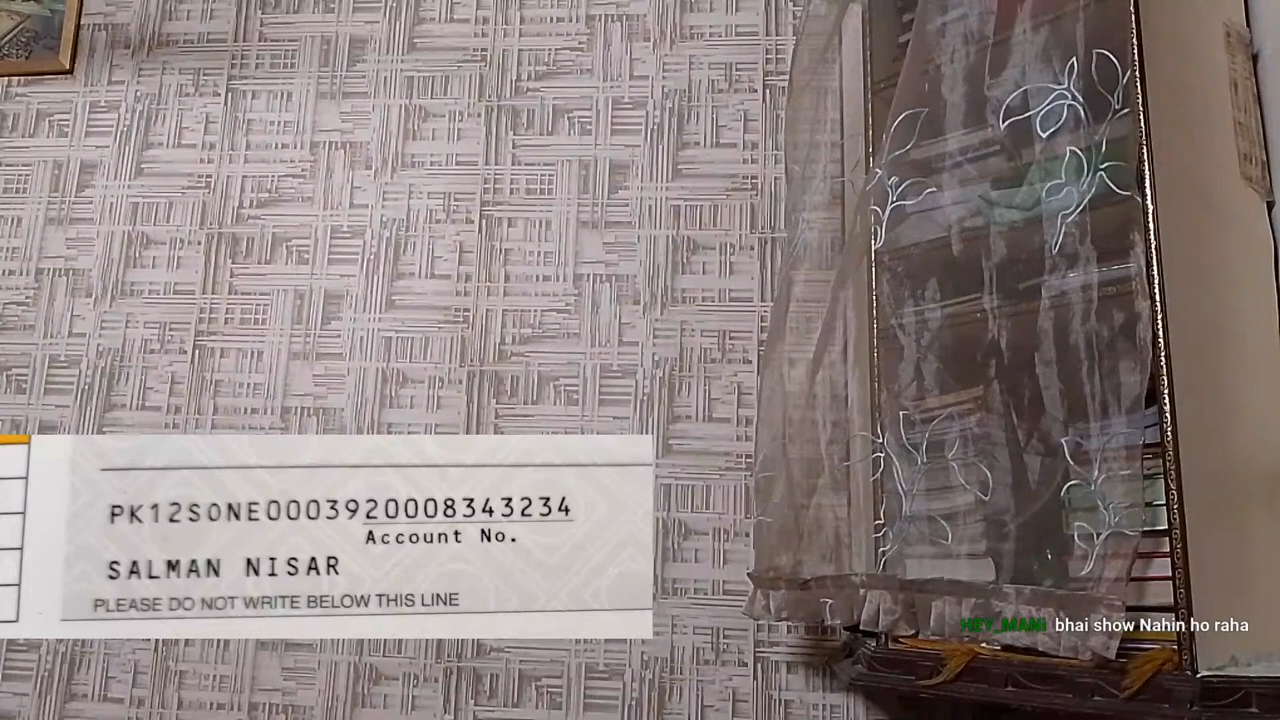 PK12SONE0003920008343234
Account No.
SALMAN NISAR
PLEASE DO NOT WRITE BELOW THIS LINE
HEY_MANI bhai show Nahin ho raha